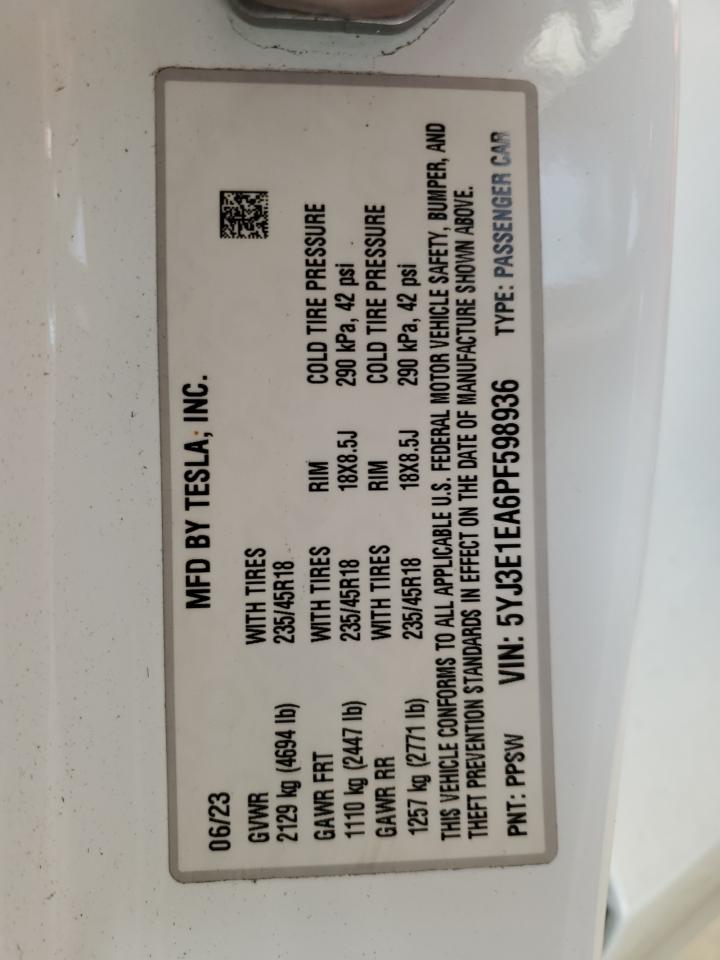 MFD BY TESLA, INC.
06/23
GVWR WITH TIRES
2129 kg (4694 lb) 235/45R18
GAWR FRT WITH TIRES RIM COLD TIRE PRESSURE
1110 kg (2447 lb) 235/45R18 18X8.5J 290 kPa, 42 psi
GAWR RR WITH TIRES RIM COLD TIRE PRESSURE
1257 kg (2771 lb) 235/45R18 18X8.5J 290 kPa, 42 psi
THIS VEHICLE CONFORMS TO ALL APPLICABLE U.S. FEDERAL MOTOR VEHICLE SAFETY, BUMPER, AND
THEFT PREVENTION STANDARDS IN EFFECT ON THE DATE OF MANUFACTURE SHOWN ABOVE.
PNT: PPSW VIN: 5YJ3E1EA6PF598936 TYPE: PASSENGER CAR